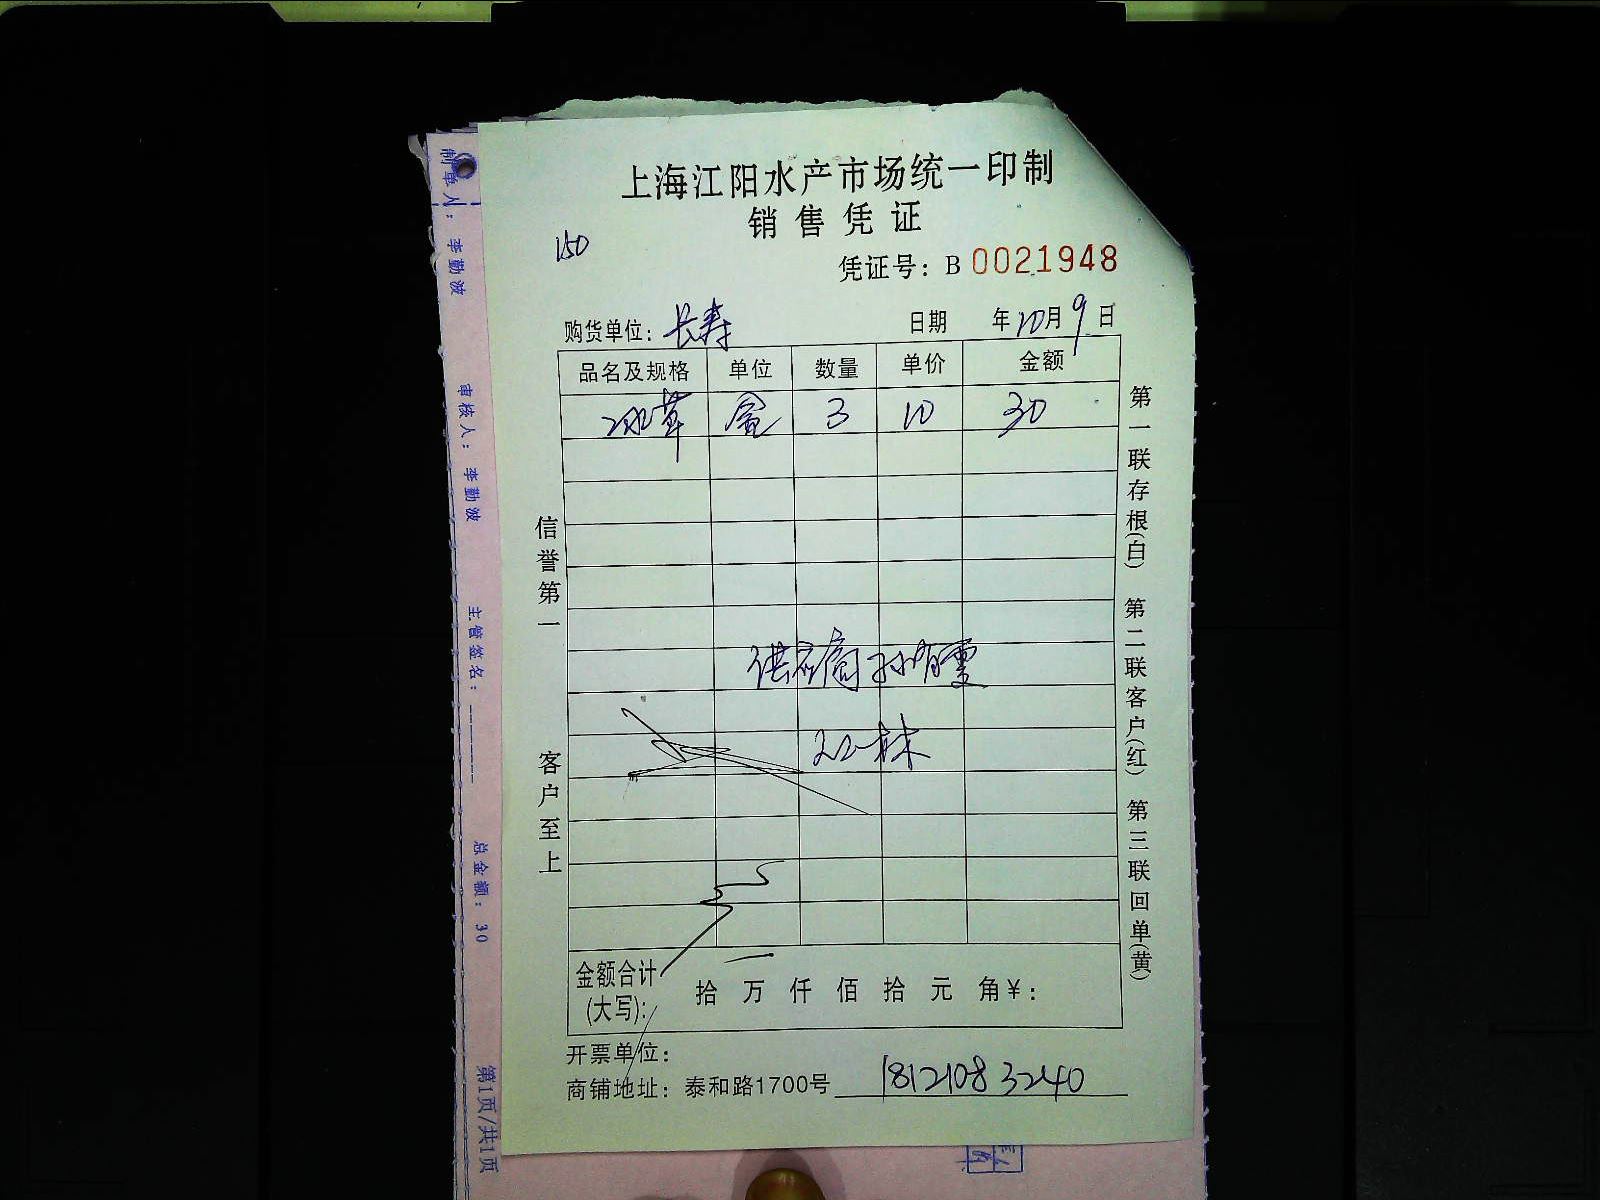 上海江阳水产市场统一印制
销售凭证
150
凭证号：B 0021948
购货单位：长寿 日期 年10月9日
品名及规格 单位 数量 单价 金额
冰草 盒 3 10 30
供应商
金额合计(大写)： 拾 万 仟 佰 拾 元 角￥：
开票单位：
商铺地址：泰和路1700号 18121083240
信誉第一 客户至上
第一联存根(白) 第二联客户(红) 第三联回单(黄)
制单人：李勤波 审核人：李勤波 主管签名：________ 总金额：30 第1页/共1页